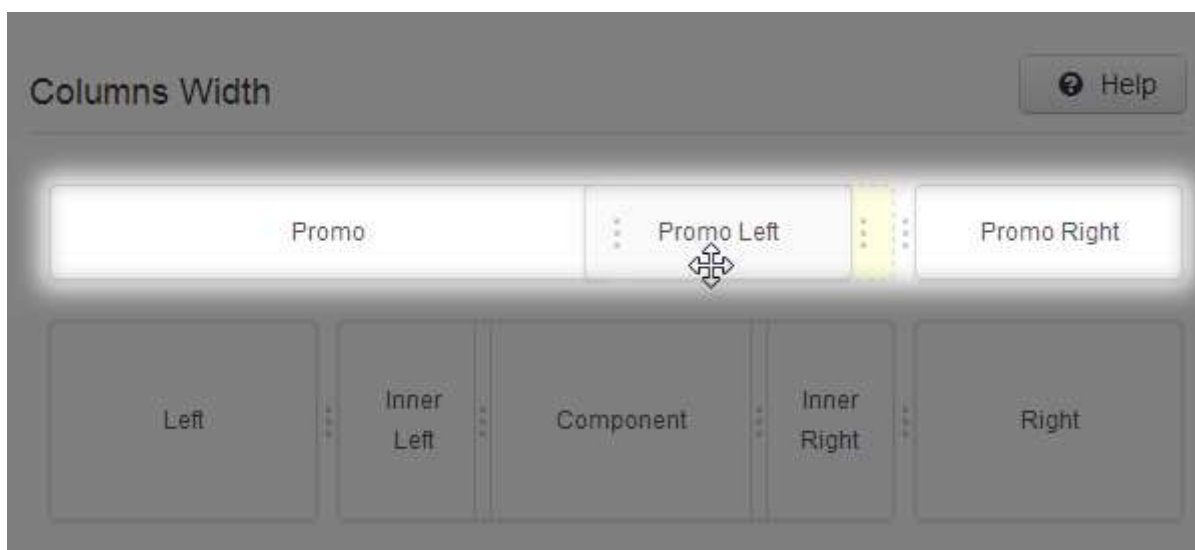 Columns Width
Help
Promo
Promo Left
Promo Right
Left
Inner
Left
Component
Inner
Right
Right